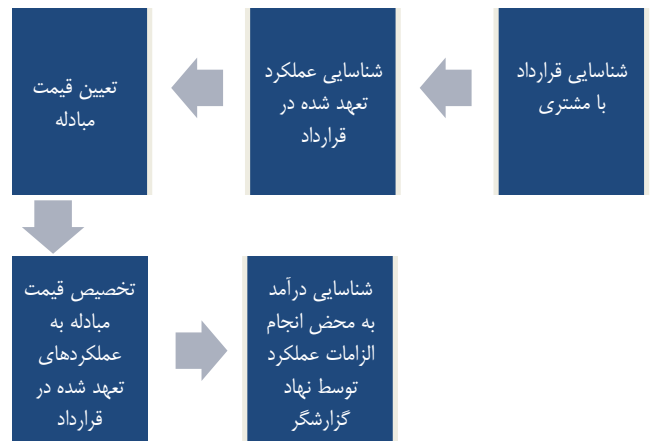 شناسایی قرارداد
با مشتری
شناسایی عملکرد
تعهد شده در
قرارداد
تعیین قیمت
مبادله
تخصیص قیمت
مبادله به
عملکردهای
تعهد شده در
قرارداد
شناسایی درآمد
به محض انجام
الزامات عملکرد
توسط نهاد
گزارشگر